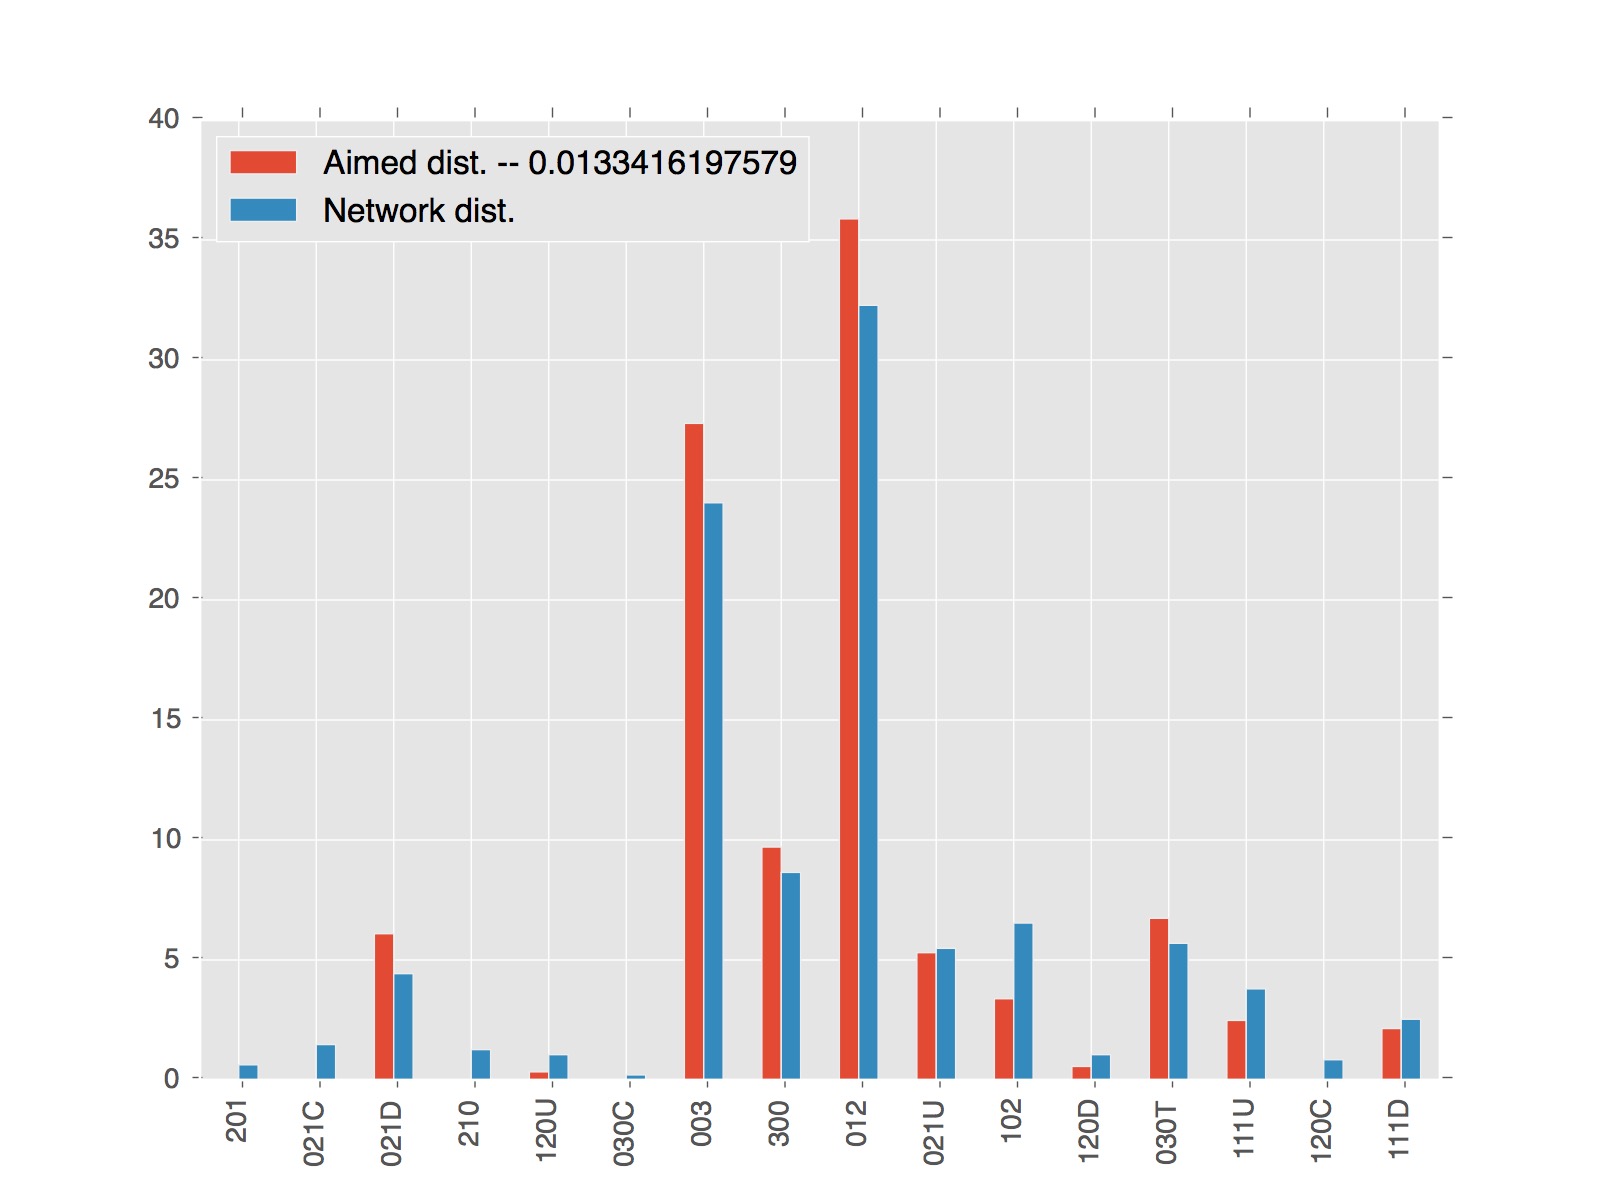 Aimed dist. -- 0.0133416197579
Network dist.
40
35
30
25
20
15
10
5
0
201
021C
021D
210
120U
030C
003
300
012
021U
102
120D
030T
111U
120C
111D